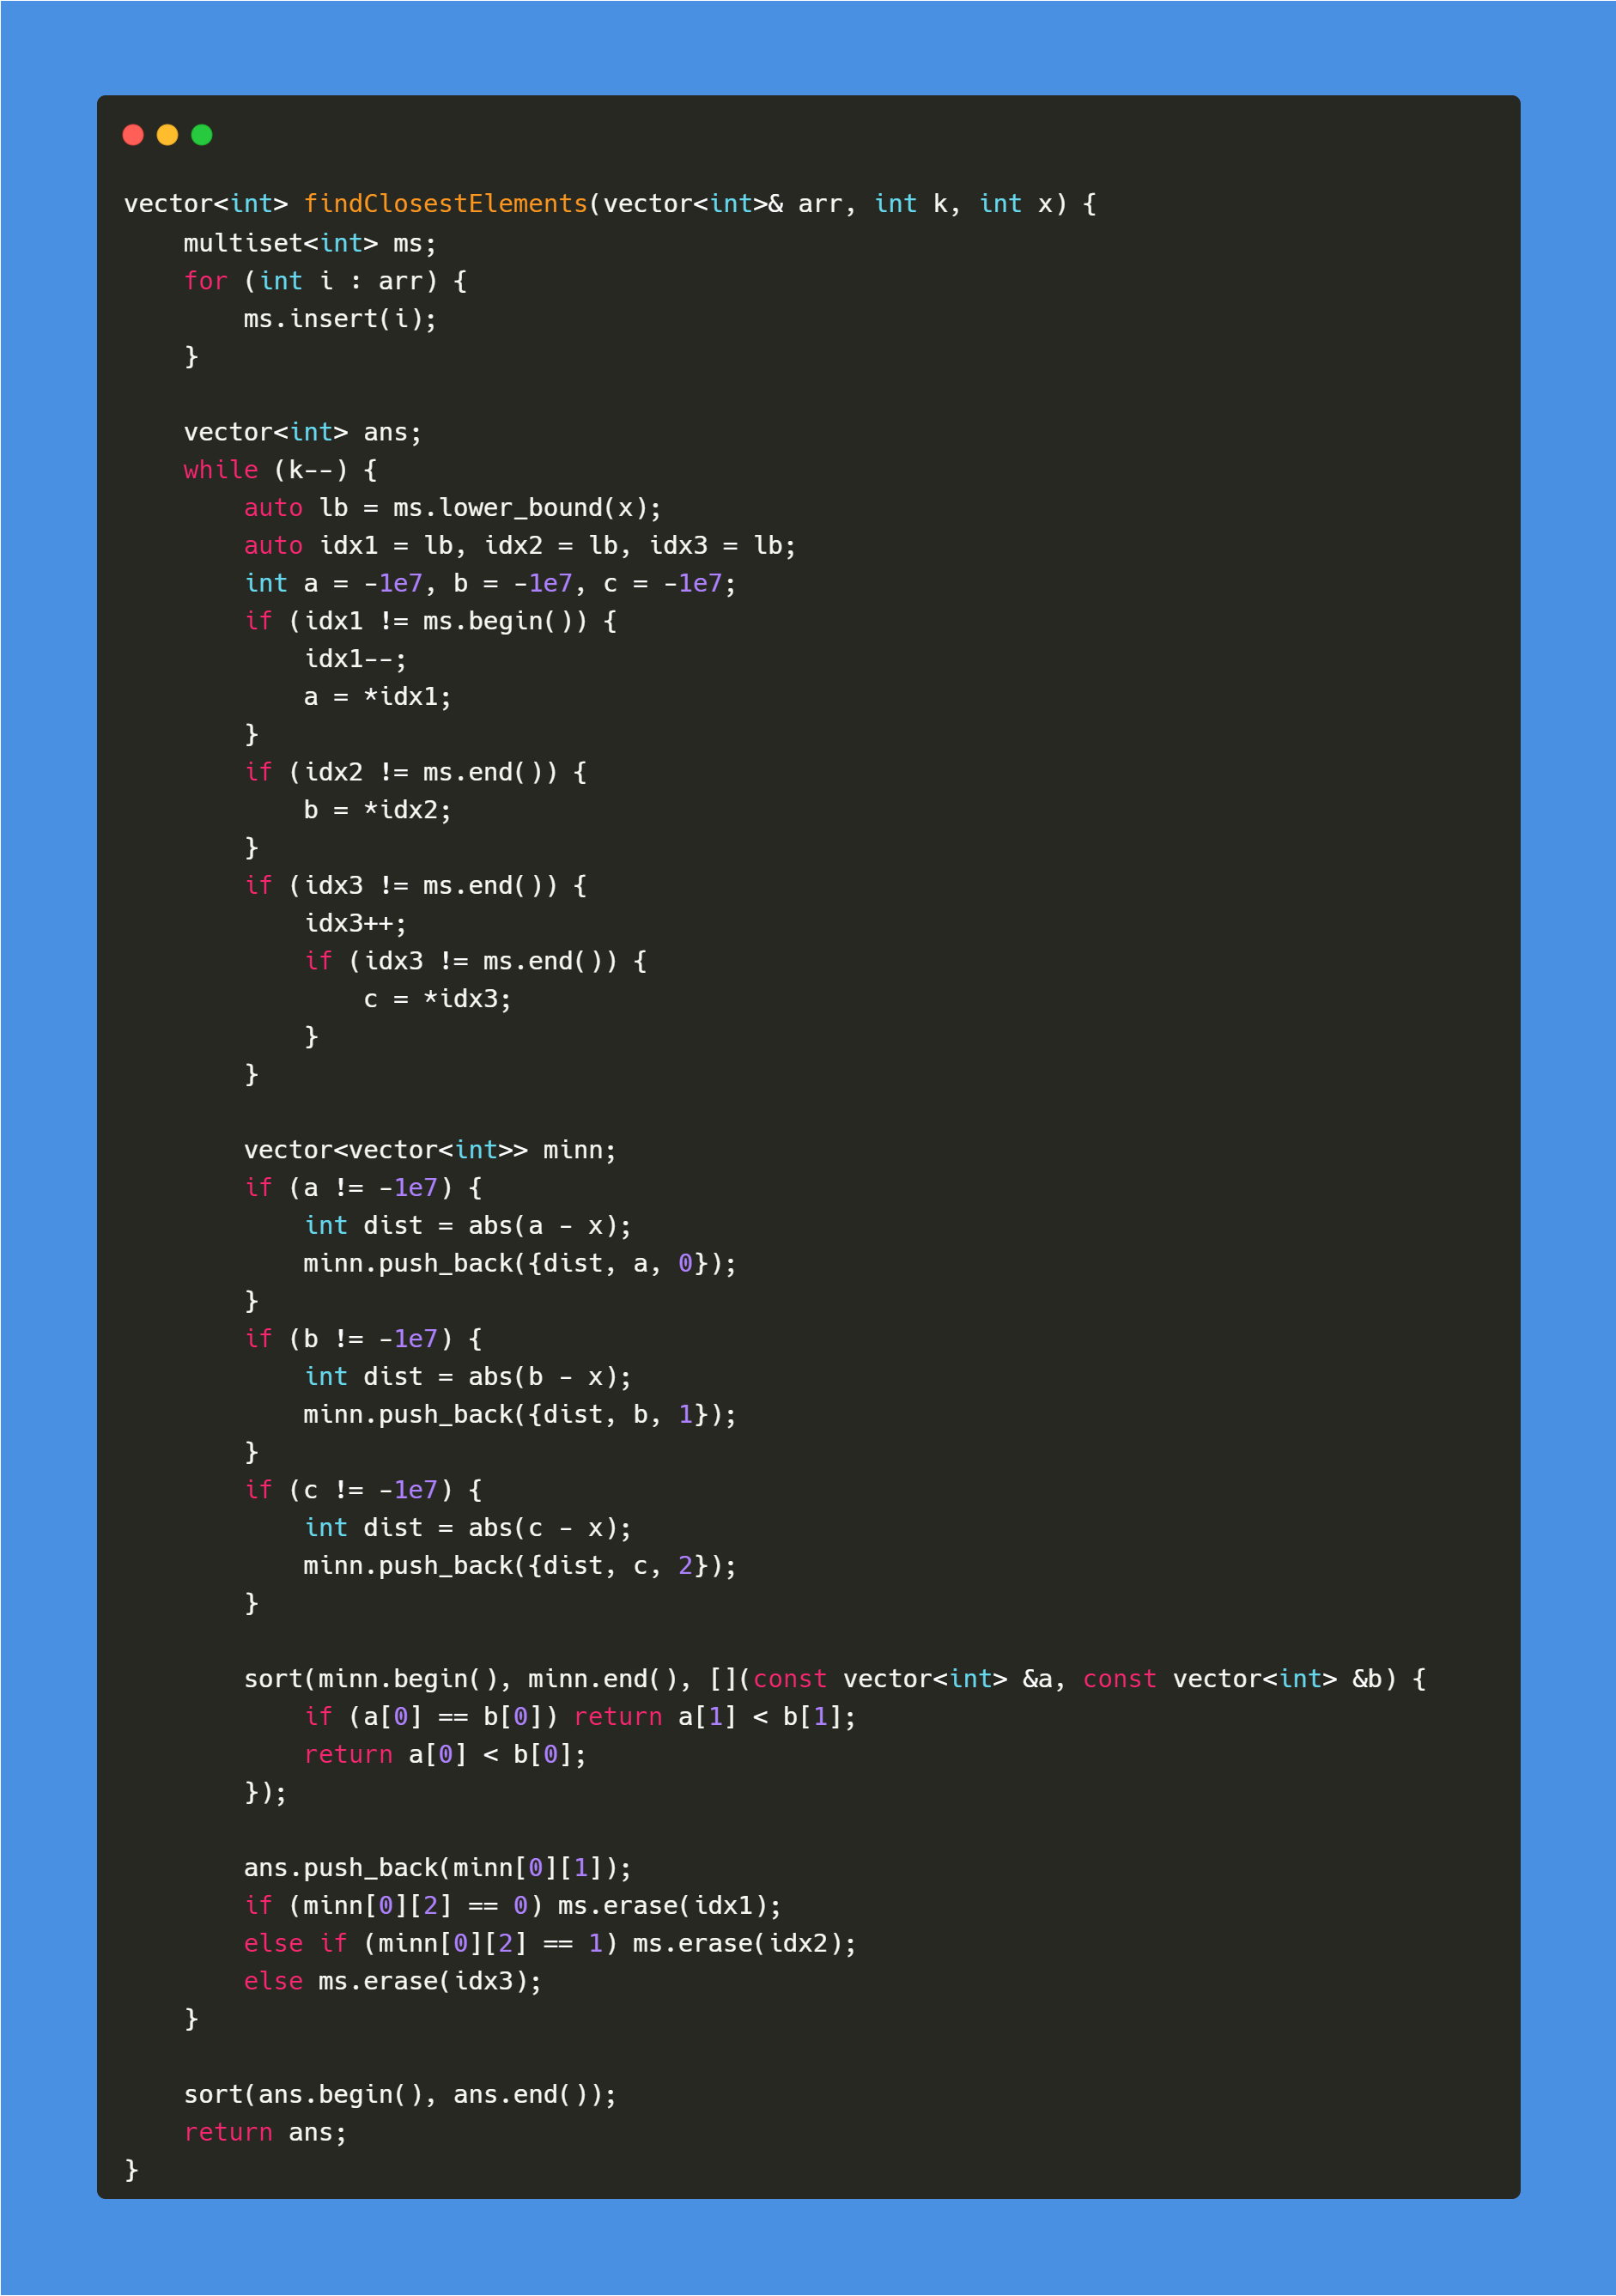 vector<int> findClosestElements(vector<int>& arr, int k, int x) {
    multiset<int> ms;
    for (int i : arr) {
        ms.insert(i);
    }

    vector<int> ans;
    while (k--) {
        auto lb = ms.lower_bound(x);
        auto idx1 = lb, idx2 = lb, idx3 = lb;
        int a = -1e7, b = -1e7, c = -1e7;
        if (idx1 != ms.begin()) {
            idx1--;
            a = *idx1;
        }
        if (idx2 != ms.end()) {
            b = *idx2;
        }
        if (idx3 != ms.end()) {
            idx3++;
            if (idx3 != ms.end()) {
                c = *idx3;
            }
        }

        vector<vector<int>> minn;
        if (a != -1e7) {
            int dist = abs(a - x);
            minn.push_back({dist, a, 0});
        }
        if (b != -1e7) {
            int dist = abs(b - x);
            minn.push_back({dist, b, 1});
        }
        if (c != -1e7) {
            int dist = abs(c - x);
            minn.push_back({dist, c, 2});
        }

        sort(minn.begin(), minn.end(), [](const vector<int> &a, const vector<int> &b) {
            if (a[0] == b[0]) return a[1] < b[1];
            return a[0] < b[0];
        });

        ans.push_back(minn[0][1]);
        if (minn[0][2] == 0) ms.erase(idx1);
        else if (minn[0][2] == 1) ms.erase(idx2);
        else ms.erase(idx3);
    }

    sort(ans.begin(), ans.end());
    return ans;
}